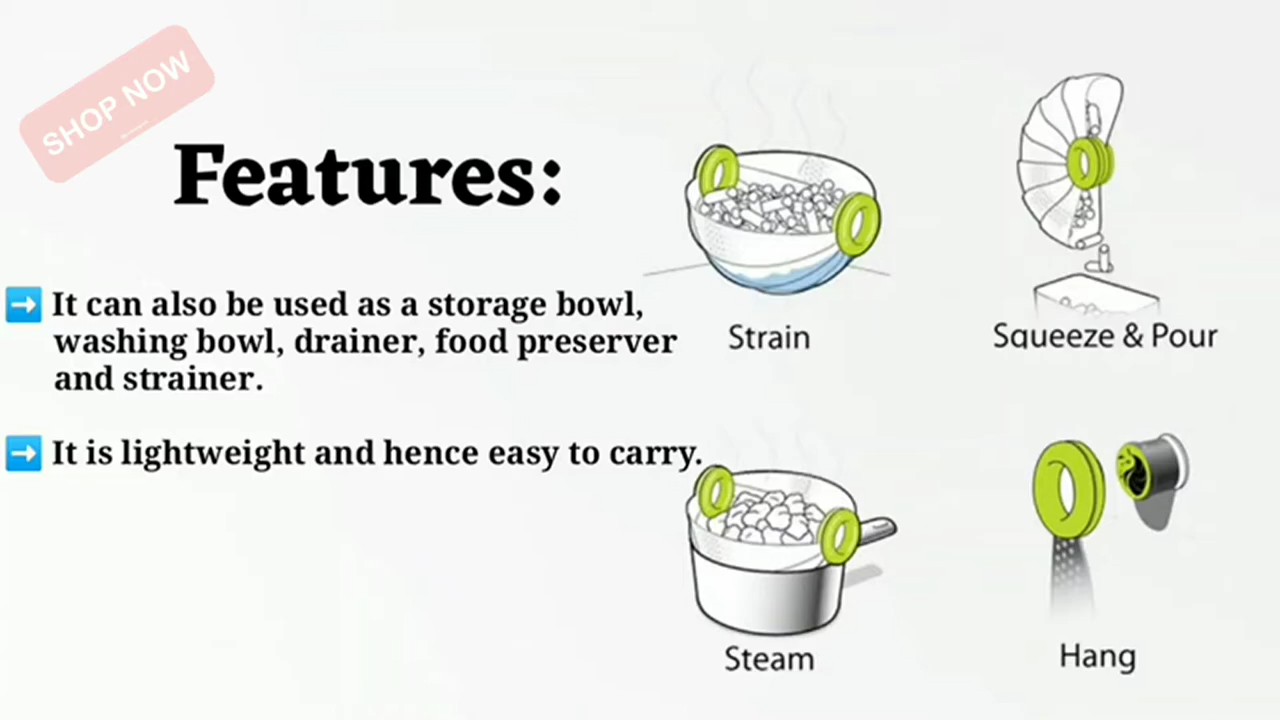 SHOP NOW
Features:
➡ It can also be used as a storage bowl,
washing bowl, drainer, food preserver
and strainer.
➡ It is lightweight and hence easy to carry.
Strain
Squeeze & Pour
Steam
Hang